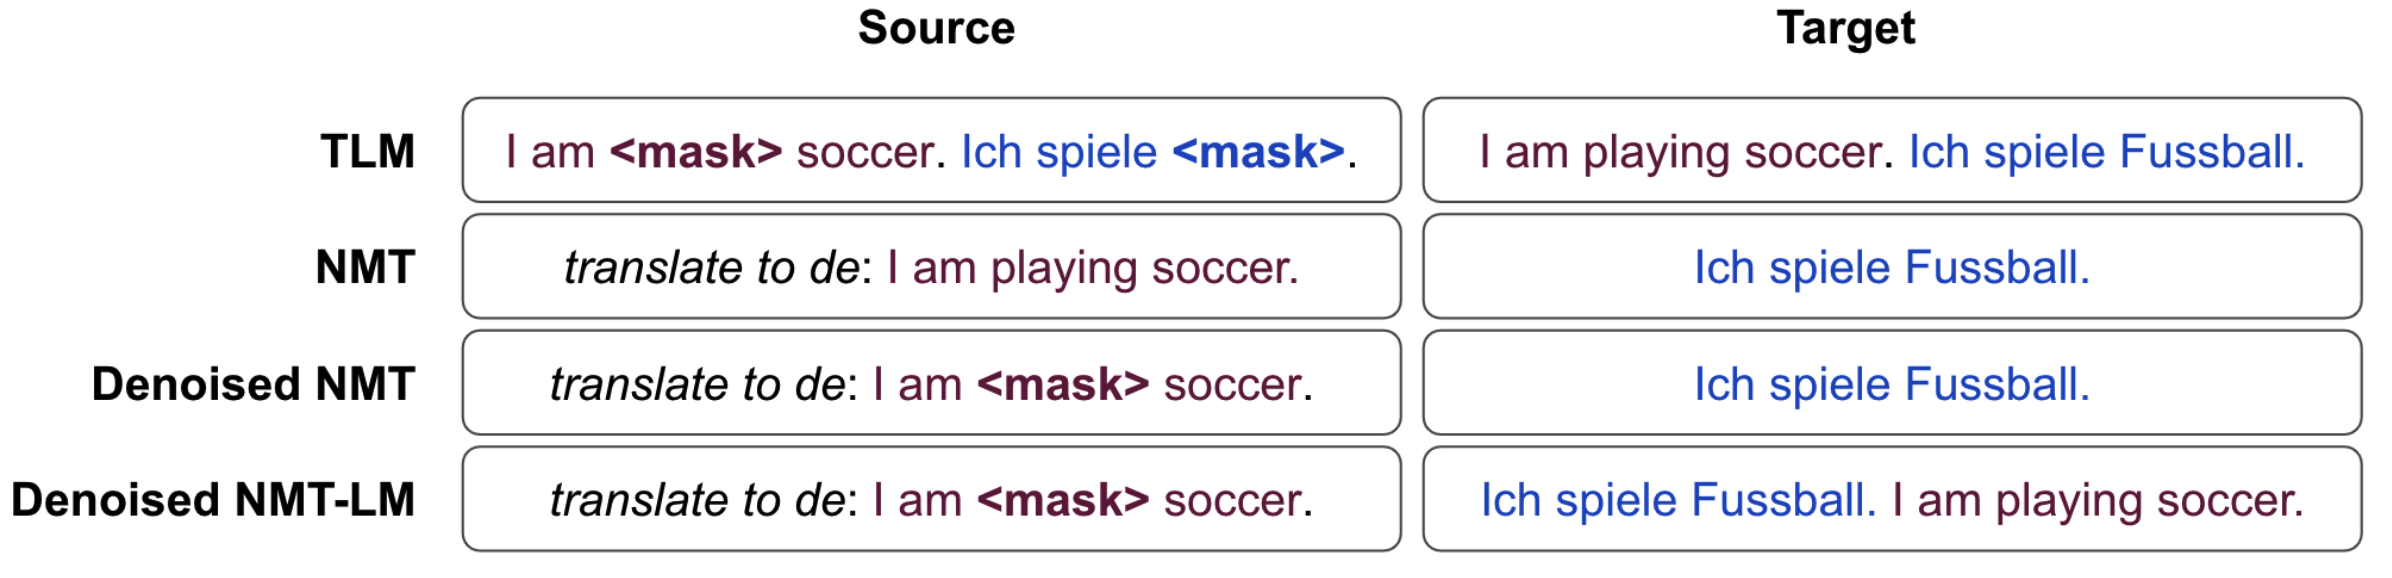 Source Target
TLM I am <mask> soccer. Ich spiele <mask>. I am playing soccer. Ich spiele Fussball.
NMT translate to de: I am playing soccer. Ich spiele Fussball.
Denoised NMT translate to de: I am <mask> soccer. Ich spiele Fussball.
Denoised NMT-LM translate to de: I am <mask> soccer. Ich spiele Fussball. I am playing soccer.